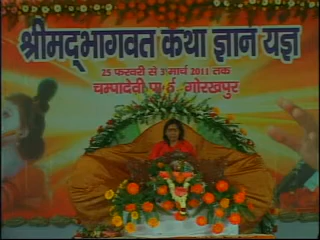 श्रीमद्भागवत कथा ज्ञान यज्ञ
25 फरवरी से 3 मार्च 2011 तक
चम्पादेवी गोरखपुर